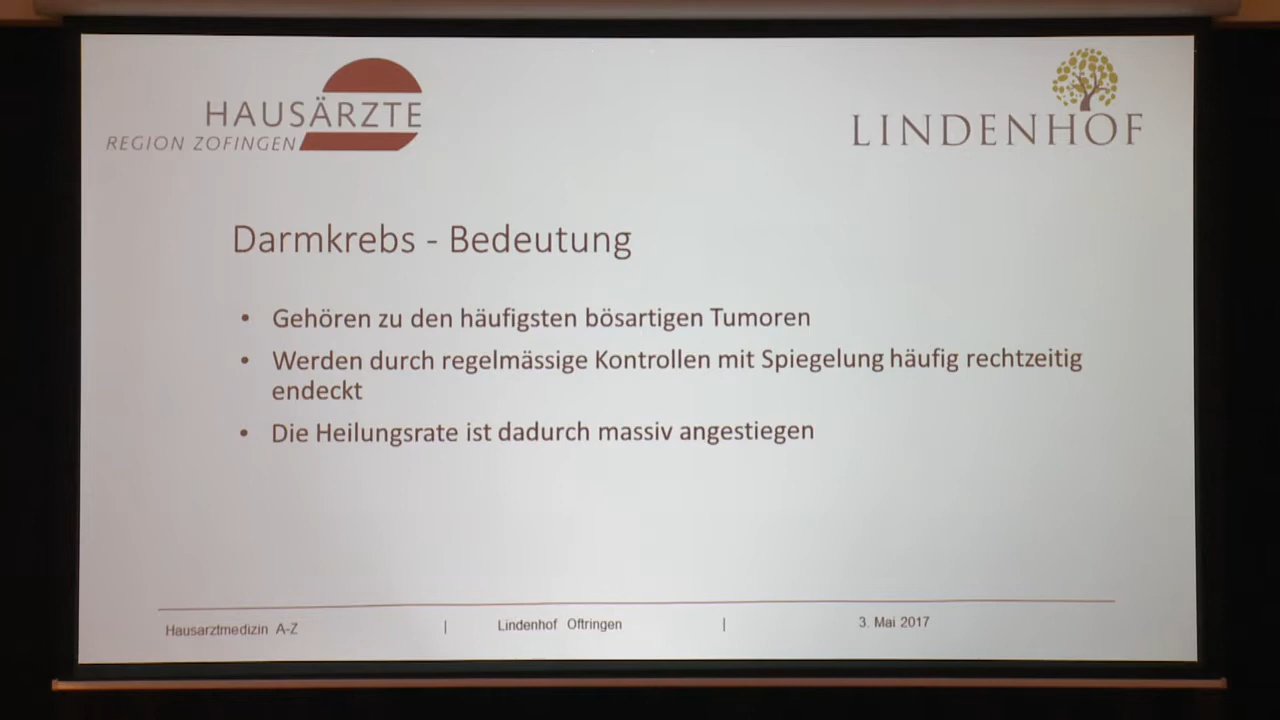 HAUSÄRZTE
REGION ZOFINGEN
LINDENHOF
Darmkrebs - Bedeutung
• Gehören zu den häufigsten bösartigen Tumoren
• Werden durch regelmässige Kontrollen mit Spiegelung häufig rechtzeitig
endeckt
• Die Heilungsrate ist dadurch massiv angestiegen
Hausarztmedizin A-Z | Lindenhof Oftringen | 3. Mai 2017